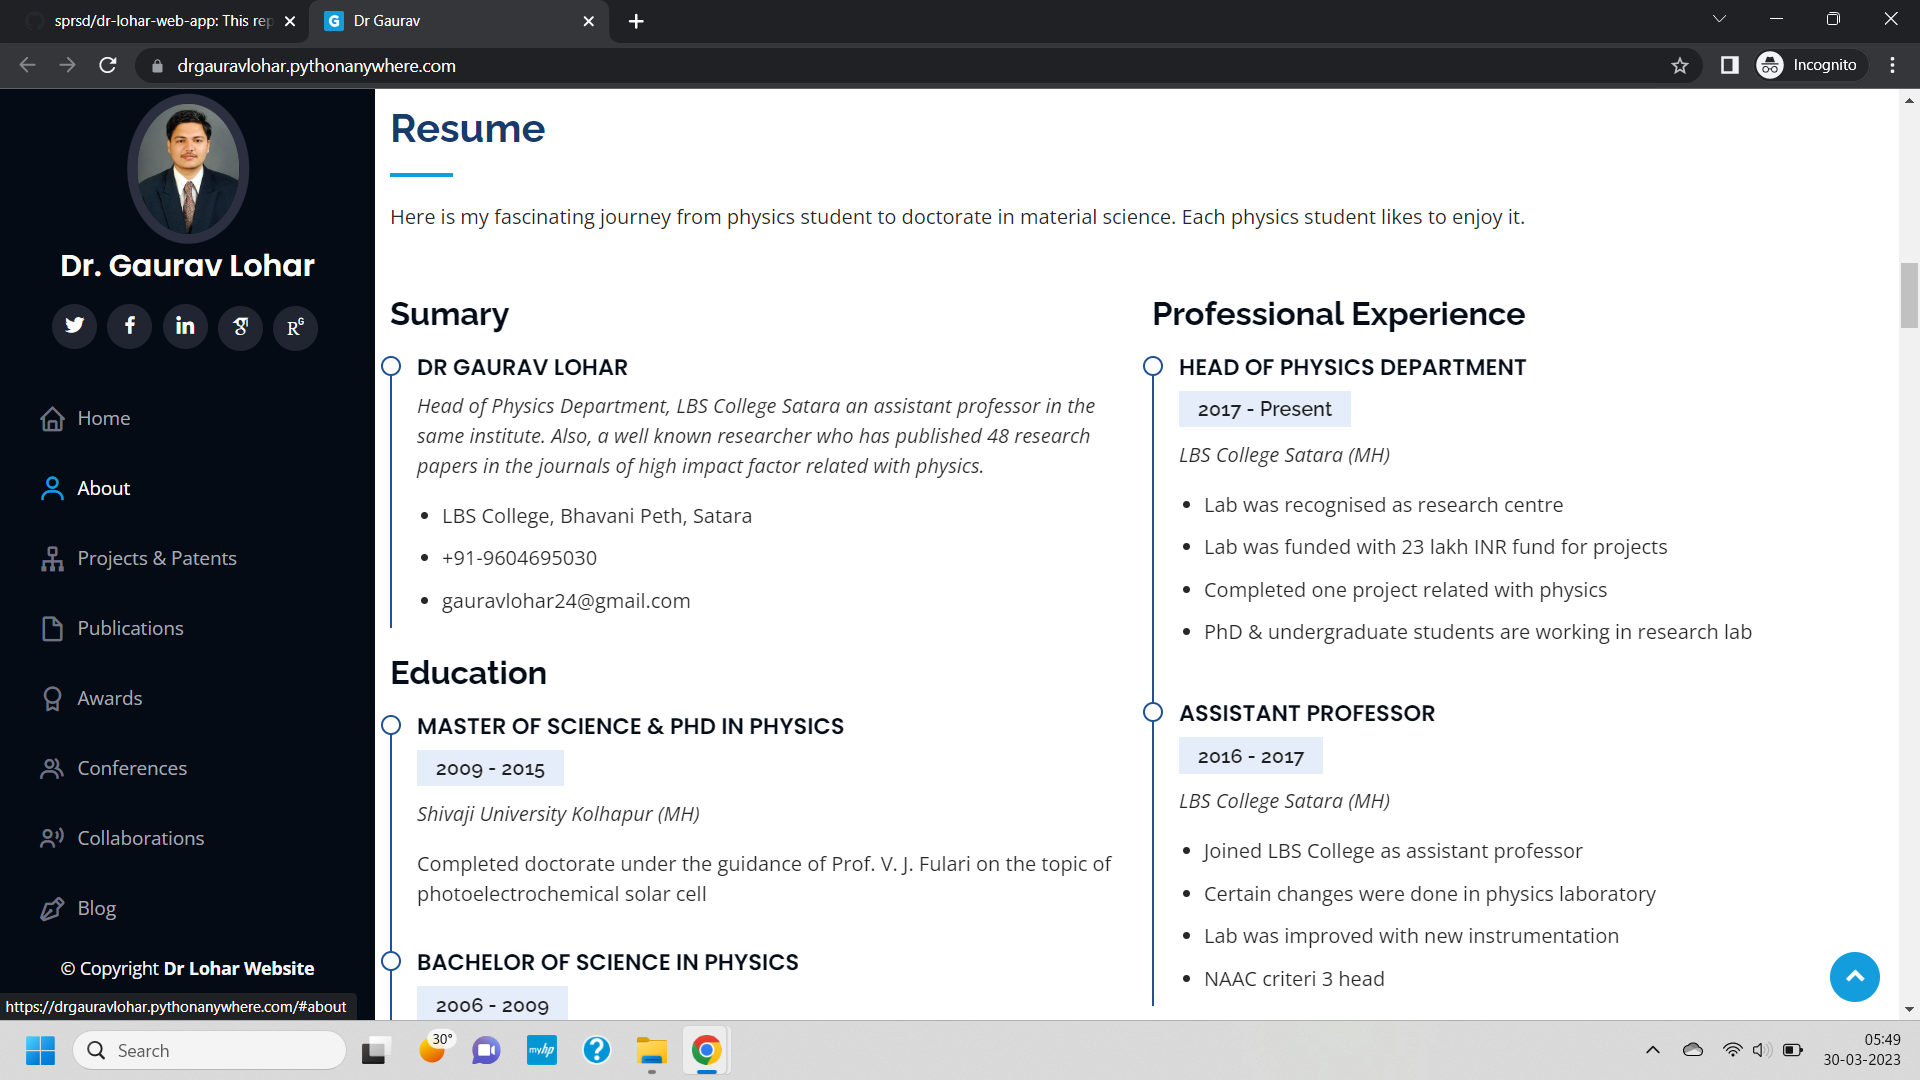 sprsd/dr-lohar-web-app: This rep
Dr Gaurav
drgauravlohar.pythonanywhere.com
Incognito
Dr. Gaurav Lohar
Home
About
Projects & Patents
Publications
Awards
Conferences
Collaborations
Blog
© Copyright Dr Lohar Website
https://drgauravlohar.pythonanywhere.com/#about
Resume
Here is my fascinating journey from physics student to doctorate in material science. Each physics student likes to enjoy it.
Sumary
DR GAURAV LOHAR
Head of Physics Department, LBS College Satara an assistant professor in the
same institute. Also, a well known researcher who has published 48 research
papers in the journals of high impact factor related with physics.
LBS College, Bhavani Peth, Satara
+91-9604695030
gauravlohar24@gmail.com
Education
MASTER OF SCIENCE & PHD IN PHYSICS
2009 - 2015
Shivaji University Kolhapur (MH)
Completed doctorate under the guidance of Prof. V. J. Fulari on the topic of
photoelectrochemical solar cell
BACHELOR OF SCIENCE IN PHYSICS
2006 - 2009
Professional Experience
HEAD OF PHYSICS DEPARTMENT
2017 - Present
LBS College Satara (MH)
Lab was recognised as research centre
Lab was funded with 23 lakh INR fund for projects
Completed one project related with physics
PhD & undergraduate students are working in research lab
ASSISTANT PROFESSOR
2016 - 2017
LBS College Satara (MH)
Joined LBS College as assistant professor
Certain changes were done in physics laboratory
Lab was improved with new instrumentation
NAAC criteri 3 head
Search
30°
myhp
05:49
30-03-2023